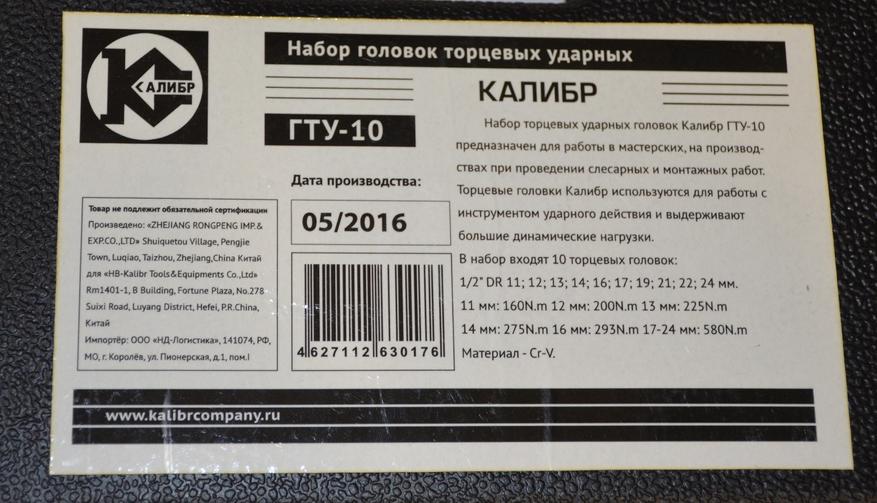 КАЛИБР
Набор головок торцевых ударных
КАЛИБР
ГТУ-10
Дата производства:
05/2016
Набор торцевых ударных головок Калибр ГТУ-10
предназначен для работы в мастерских, на производ-
ствах при проведении слесарных и монтажных работ.
Торцевые головки Калибр используются для работы с
инструментом ударного действия и выдерживают
большие динамические нагрузки.
В набор входят 10 торцевых головок:
1/2" DR 11; 12; 13; 14; 16; 17; 19; 21; 22; 24 мм.
11 мм: 160N.m 12 мм: 200N.m 13 мм: 225N.m
14 мм: 275N.m 16 мм: 293N.m 17-24 мм: 580N.m
Материал - Cr-V.
Товар не подлежит обязательной сертификации
Произведено: «ZHEJIANG RONGPENG IMP.&
EXP.CO.,LTD» Shuiquetou Village, Pengjie
Town, Luqiao, Taizhou, Zhejiang,China Китай
для «HB-Kalibr Tools&Equipments Co.,Ltd»
Rm1401-1, B Building, Fortune Plaza, No.278
Suixi Road, Luyang District, Hefei, P.R.China,
Китай
Импортёр: ООО «НД-Логистика», 141074, РФ,
МО, г. Королёв, ул. Пионерская, д.1, пом.I
4 627112 630176
www.kalibrcompany.ru